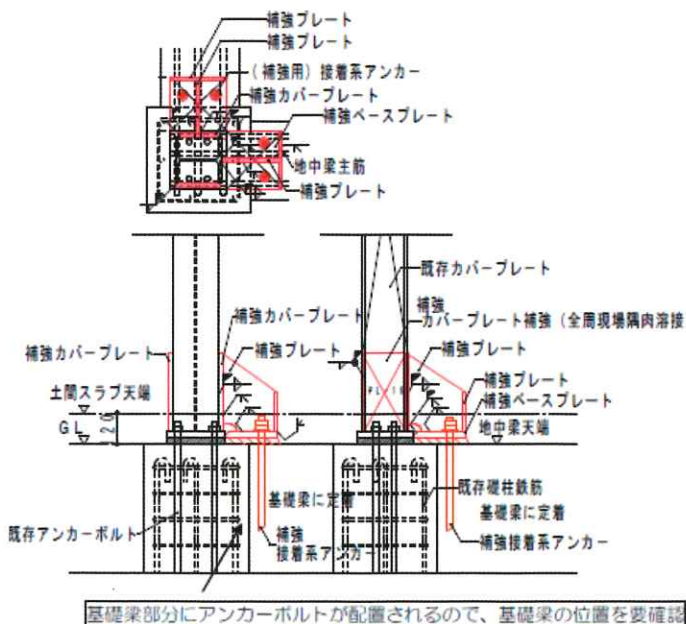 補強プレート
補強プレート
(補強用)接着系アンカー
補強カバープレート
補強ベースプレート
地中梁主筋
補強プレート
既存カバープレート
補強
カバープレート補強(全周現場隅肉溶接
補強カバープレート
補強カバープレート
補強プレート
補強プレート
補強プレート
補強ベースプレート
土間スラブ天端
GL
120
PL-19
地中梁天端
既存礎柱鉄筋
基礎梁に定着
基礎梁に定着
既存アンカーボルト
補強
接着系アンカー
補強接着系アンカー
基礎梁部分にアンカーボルトが配置されるので、基礎梁の位置を要確認